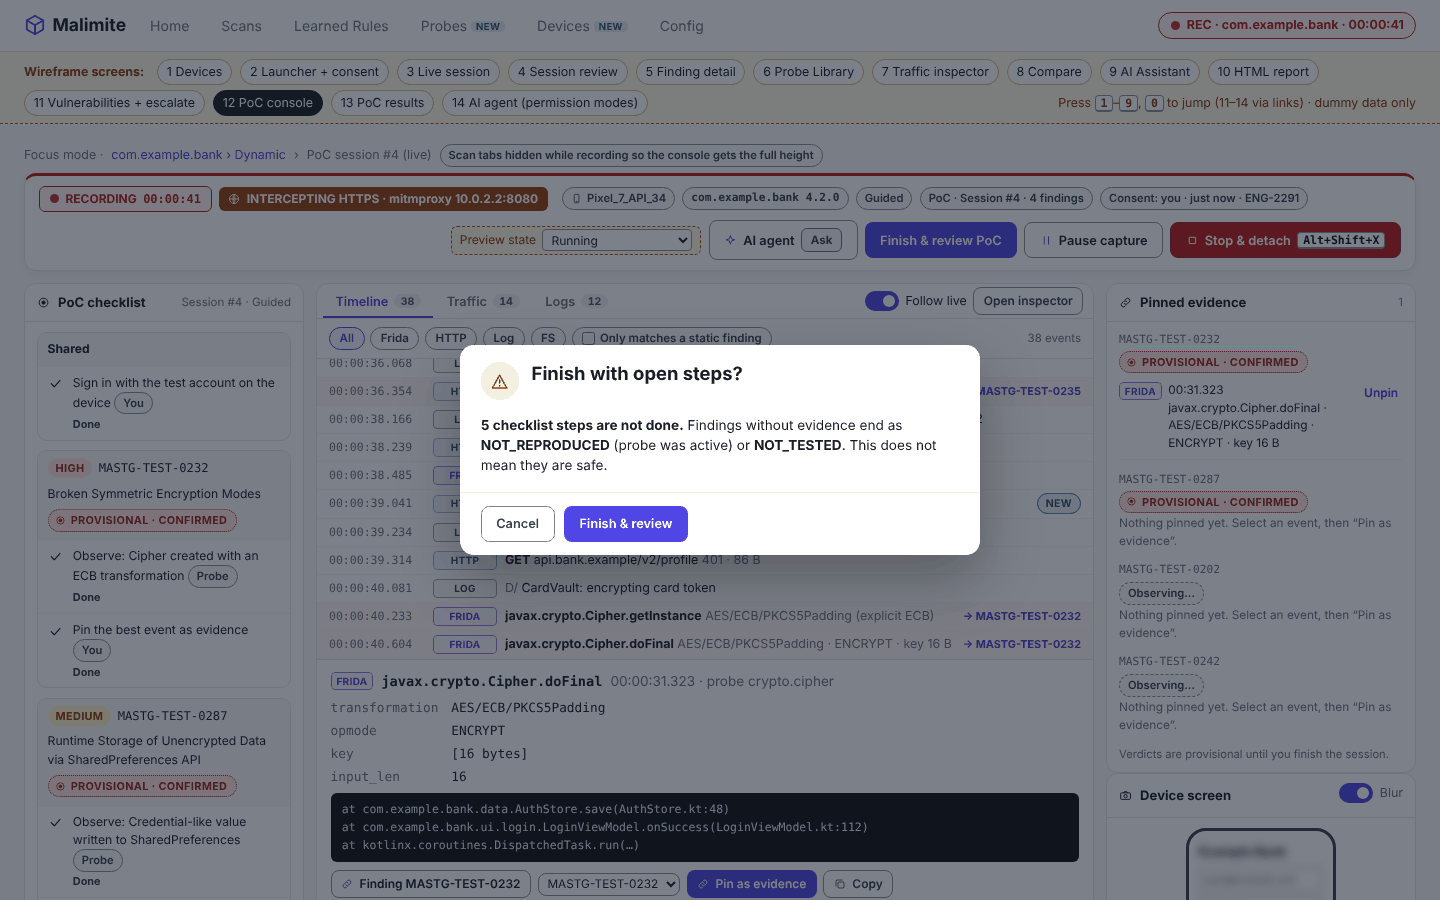 Malimite Home Scans Learned Rules Probes NEW Devices NEW Config REC · com.example.bank · 00:00:41
Wireframe screens: 1 Devices 2 Launcher + consent 3 Live session 4 Session review 5 Finding detail 6 Probe Library 7 Traffic inspector 8 Compare 9 AI Assistant 10 HTML report
11 Vulnerabilities + escalate 12 PoC console 13 PoC results 14 AI agent (permission modes) Press 1–9, 0 to jump (11–14 via links) · dummy data only
Focus mode · com.example.bank › Dynamic › PoC session #4 (live) Scan tabs hidden while recording so the console gets the full height
RECORDING 00:00:41 INTERCEPTING HTTPS · mitmproxy 10.0.2.2:8080 Pixel_7_API_34 com.example.bank 4.2.0 Guided PoC · Session #4 · 4 findings Consent: you · just now · ENG-2291
Preview state Running AI agent Ask Finish & review PoC Pause capture Stop & detach Alt+Shift+X
PoC checklist Session #4 · Guided
Shared
Sign in with the test account on the
device You
Done
HIGH MASTG-TEST-0232
Broken Symmetric Encryption Modes
PROVISIONAL · CONFIRMED
Observe: Cipher created with an
ECB transformation Probe
Done
Pin the best event as evidence
You
Done
MEDIUM MASTG-TEST-0287
Runtime Storage of Unencrypted Data
via SharedPreferences API
PROVISIONAL · CONFIRMED
Observe: Credential-like value
written to SharedPreferences
Probe
Done
Timeline 38 Traffic 14 Logs 12 Follow live Open inspector
All Frida HTTP Log FS Only matches a static finding 38 events
00:00:36.068
00:00:36.354 MASTG-TEST-0235
00:00:38.166
00:00:38.239
00:00:38.485
00:00:39.041 NEW
00:00:39.234
00:00:39.314 HTTP GET api.bank.example/v2/profile 401 · 86 B
00:00:40.081 LOG D/ CardVault: encrypting card token
00:00:40.233 FRIDA javax.crypto.Cipher.getInstance AES/ECB/PKCS5Padding (explicit ECB) → MASTG-TEST-0232
00:00:40.604 FRIDA javax.crypto.Cipher.doFinal AES/ECB/PKCS5Padding · ENCRYPT · key 16 B → MASTG-TEST-0232
Finish with open steps?
5 checklist steps are not done. Findings without evidence end as
NOT_REPRODUCED (probe was active) or NOT_TESTED. This does not
mean they are safe.
Cancel Finish & review
FRIDA javax.crypto.Cipher.doFinal 00:00:31.323 · probe crypto.cipher
transformation AES/ECB/PKCS5Padding
opmode ENCRYPT
key [16 bytes]
input_len 16
at com.example.bank.data.AuthStore.save(AuthStore.kt:48)
at com.example.bank.ui.login.LoginViewModel.onSuccess(LoginViewModel.kt:112)
at kotlinx.coroutines.DispatchedTask.run(…)
Finding MASTG-TEST-0232 MASTG-TEST-0232 Pin as evidence Copy
Pinned evidence 1
MASTG-TEST-0232
PROVISIONAL · CONFIRMED
FRIDA 00:31.323 Unpin
javax.crypto.Cipher.doFinal ·
AES/ECB/PKCS5Padding ·
ENCRYPT · key 16 B
MASTG-TEST-0287
PROVISIONAL · CONFIRMED
Nothing pinned yet. Select an event, then “Pin as
evidence”.
MASTG-TEST-0202
Observing…
Nothing pinned yet. Select an event, then “Pin as
evidence”.
MASTG-TEST-0242
Observing…
Nothing pinned yet. Select an event, then “Pin as
evidence”.
Verdicts are provisional until you finish the session.
Device screen Blur